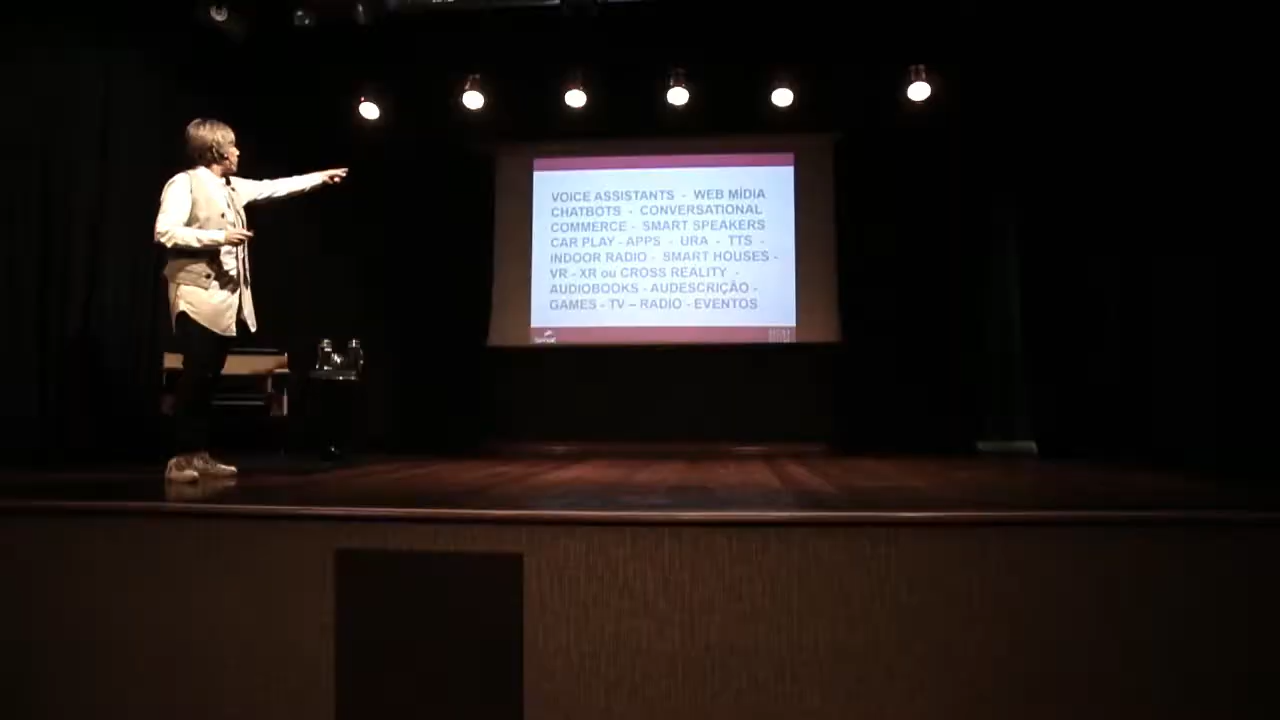 VOICE ASSISTANTS - WEB MÍDIA
CHATBOTS - CONVERSATIONAL
COMMERCE - SMART SPEAKERS
CAR PLAY - APPS - URA - TTS -
INDOOR RADIO - SMART HOUSES -
VR - XR ou CROSS REALITY -
AUDIOBOOKS - AUDESCRIÇÃO -
GAMES - TV – RADIO - EVENTOS